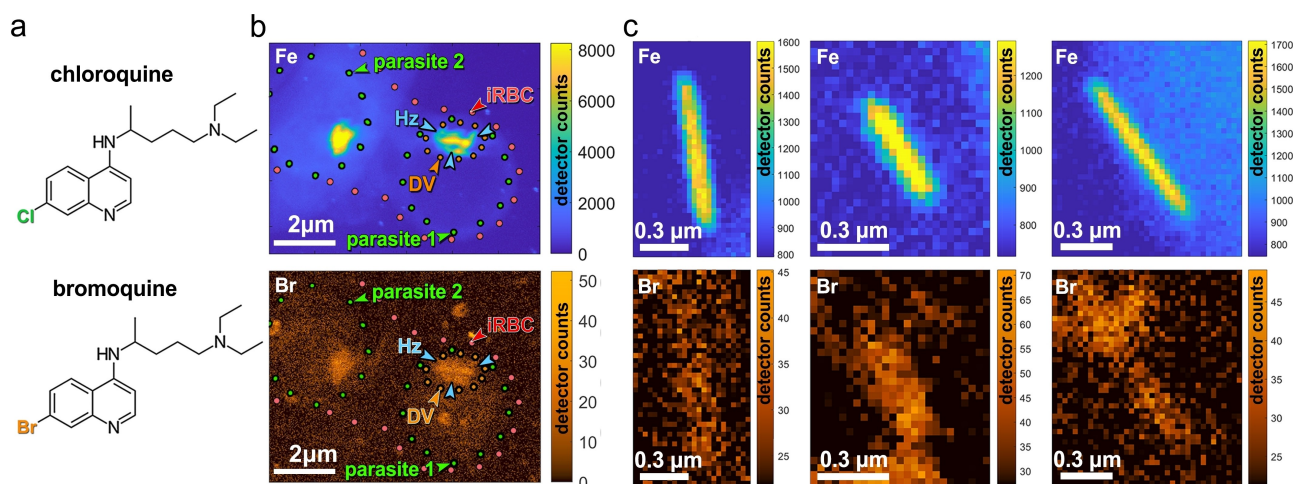 a
chloroquine
HN
N
Cl
N
bromoquine
HN
N
Br
N
b
Fe
parasite 2
iRBC
Hz
DV
2μm
parasite 1
8000
6000
4000
2000
0
detector counts
Br
parasite 2
iRBC
Hz
DV
2μm
parasite 1
50
40
30
20
10
0
detector counts
c
Fe
0.3 μm
1600
1500
1400
1300
1200
1100
1000
900
800
detector counts
Fe
0.3 μm
1200
1000
900
800
detector counts
Fe
0.3 μm
1700
1600
1500
1400
1300
1200
1100
1000
900
800
detector counts
Br
0.3 μm
45
40
35
30
25
detector counts
Br
0.3 μm
70
65
60
55
50
45
40
35
30
detector counts
Br
0.3 μm
45
40
35
30
25
detector counts